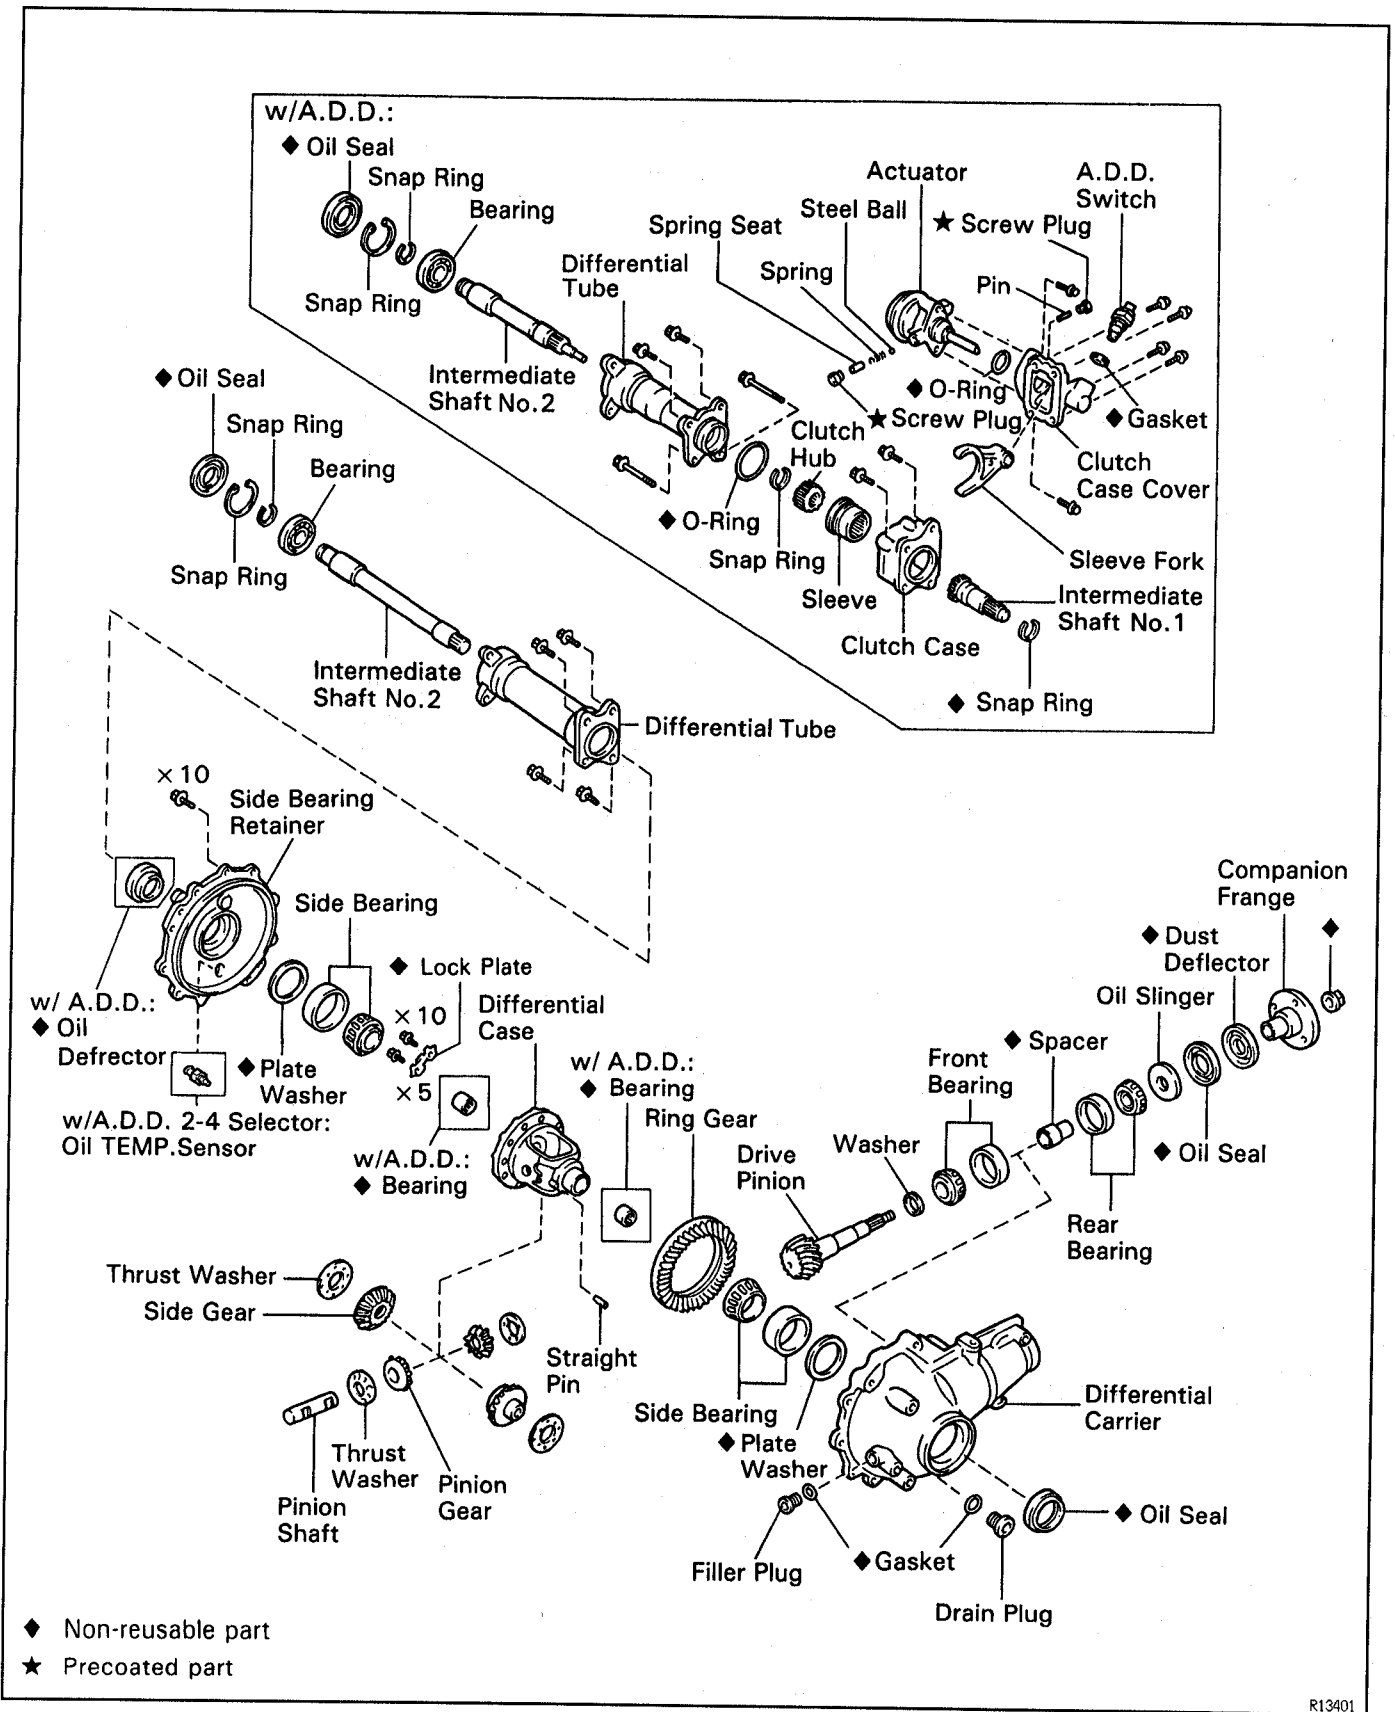 w/A.D.D.:
◆ Oil Seal
Snap Ring
Bearing
Snap Ring
Intermediate
Shaft No.2
Differential
Tube
Spring Seat
Spring
Steel Ball
Actuator
★ Screw Plug
A.D.D.
Switch
Pin
◆ O-Ring
★ Screw Plug
◆ Gasket
Clutch
Hub
Clutch
Case Cover
◆ O-Ring
Snap Ring
Sleeve
Sleeve Fork
Clutch Case
Intermediate
Shaft No.1
◆ Snap Ring
◆ Oil Seal
Snap Ring
Bearing
Snap Ring
Intermediate
Shaft No.2
Differential Tube
×10
Side Bearing
Retainer
Side Bearing
w/ A.D.D.:
◆ Oil
Defrector
◆ Plate
Washer
w/A.D.D. 2-4 Selector:
Oil TEMP.Sensor
◆ Lock Plate
×10
×5
Differential
Case
w/A.D.D.:
◆ Bearing
w/ A.D.D.:
◆ Bearing
Ring Gear
Drive
Pinion
Washer
Front
Bearing
◆ Spacer
Oil Slinger
◆ Dust
Deflector
Companion
Frange
◆
◆ Oil Seal
Rear
Bearing
Thrust Washer
Side Gear
Straight
Pin
Thrust
Washer
Pinion
Gear
Pinion
Shaft
Side Bearing
◆ Plate
Washer
Differential
Carrier
◆ Oil Seal
◆ Gasket
Filler Plug
Drain Plug
◆ Non-reusable part
★ Precoated part
R13401